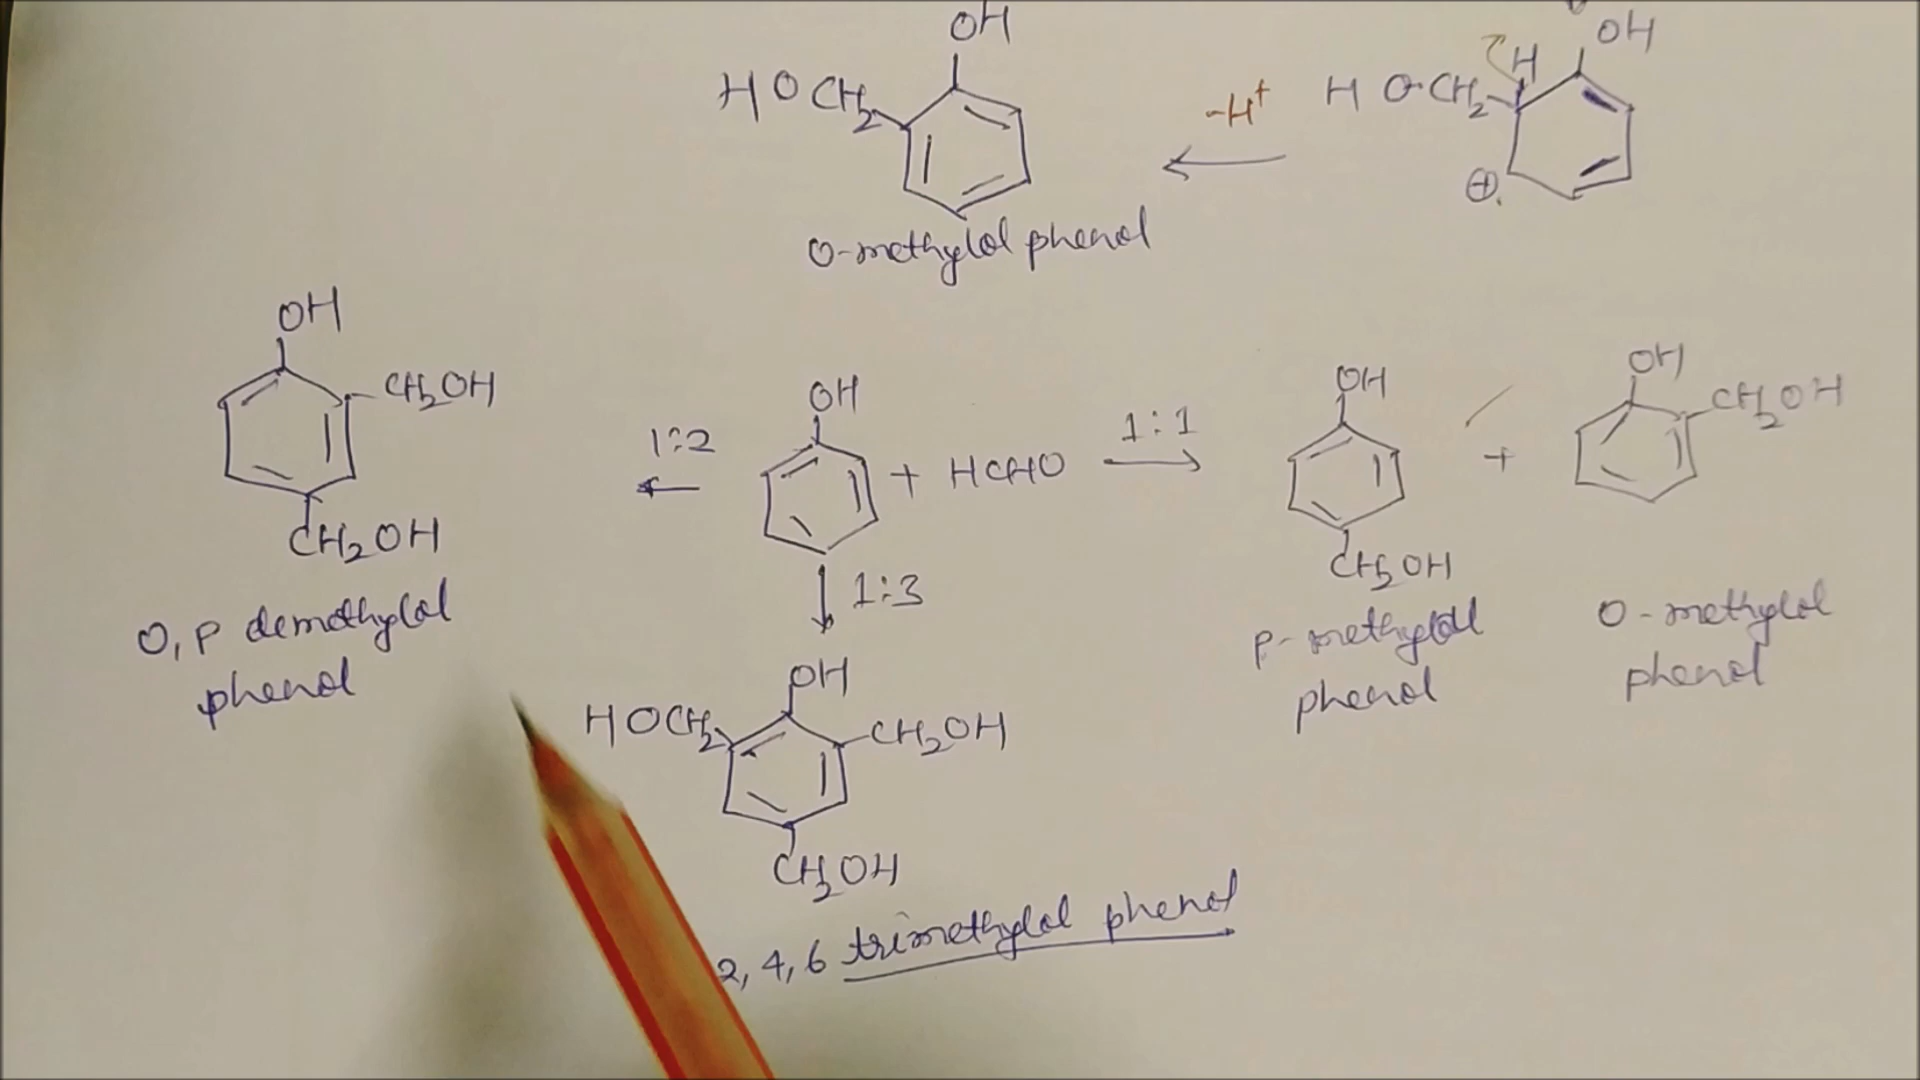 OH
HOCH2
O-methylol phenol
-H+
OH
H
H O-CH2
⊕
OH
CH2OH
CH2OH
O, P demethylol
phenol
1:2
OH
+ HCHO
1:1
OH
CH2OH
P-methylol
phenol
+
OH
CH2OH
O-methylol
phenol
1:3
OH
HOCH2
CH2OH
CH2OH
2, 4, 6 trimethylol phenol